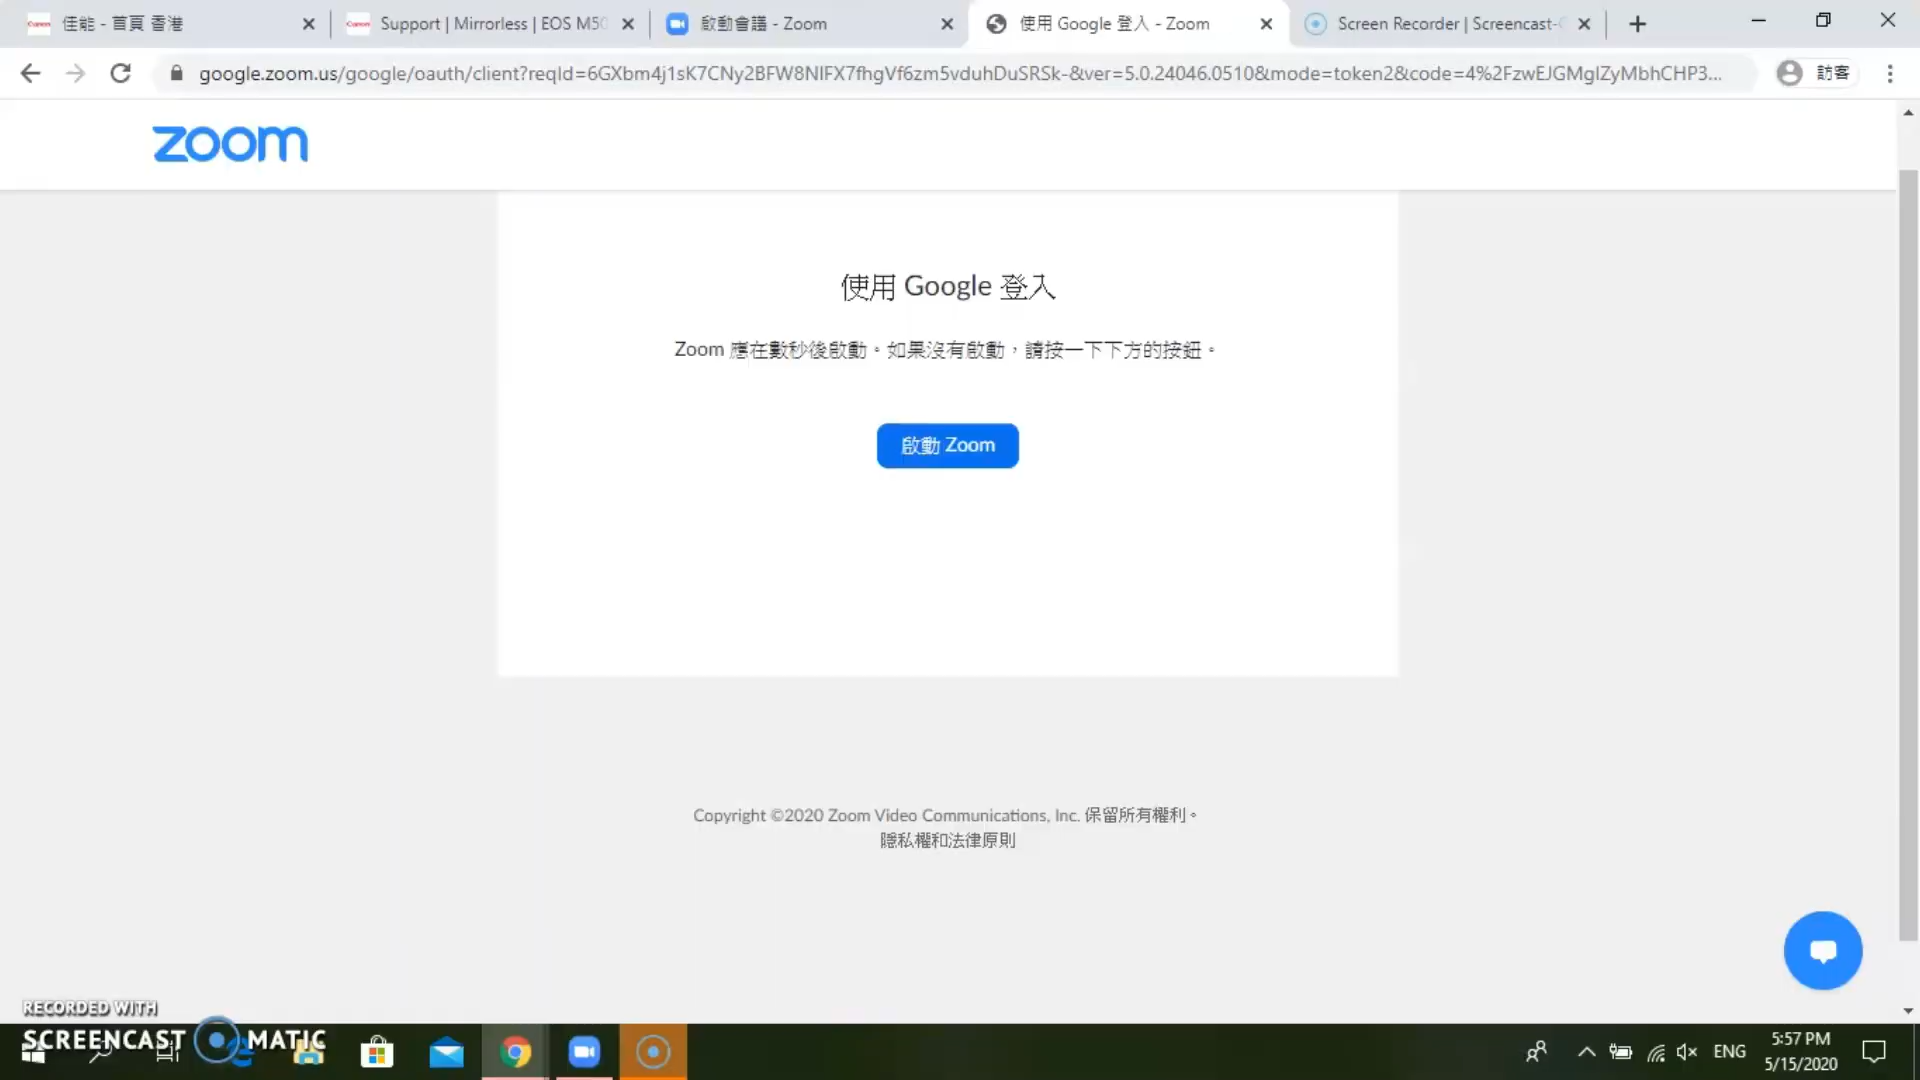 佳能 - 首頁 香港
Support | Mirrorless | EOS M50
啟動會議 - Zoom
使用 Google 登入 - Zoom
Screen Recorder | Screencast-
google.zoom.us/google/oauth/client?reqId=6GXbm4j1sK7CNy2BFW8NIFX7fhgVf6zm5vduhDuSRSk-&ver=5.0.24046.0510&mode=token2&code=4%2FzwEJGMglZyMbhCHP3...
訪客
zoom
使用 Google 登入
Zoom 應在數秒後啟動。如果沒有啟動，請按一下下方的按鈕。
啟動 Zoom
Copyright ©2020 Zoom Video Communications, Inc. 保留所有權利。
隱私權和法律原則
RECORDED WITH
SCREENCAST MATIC
ENG
5:57 PM
5/15/2020